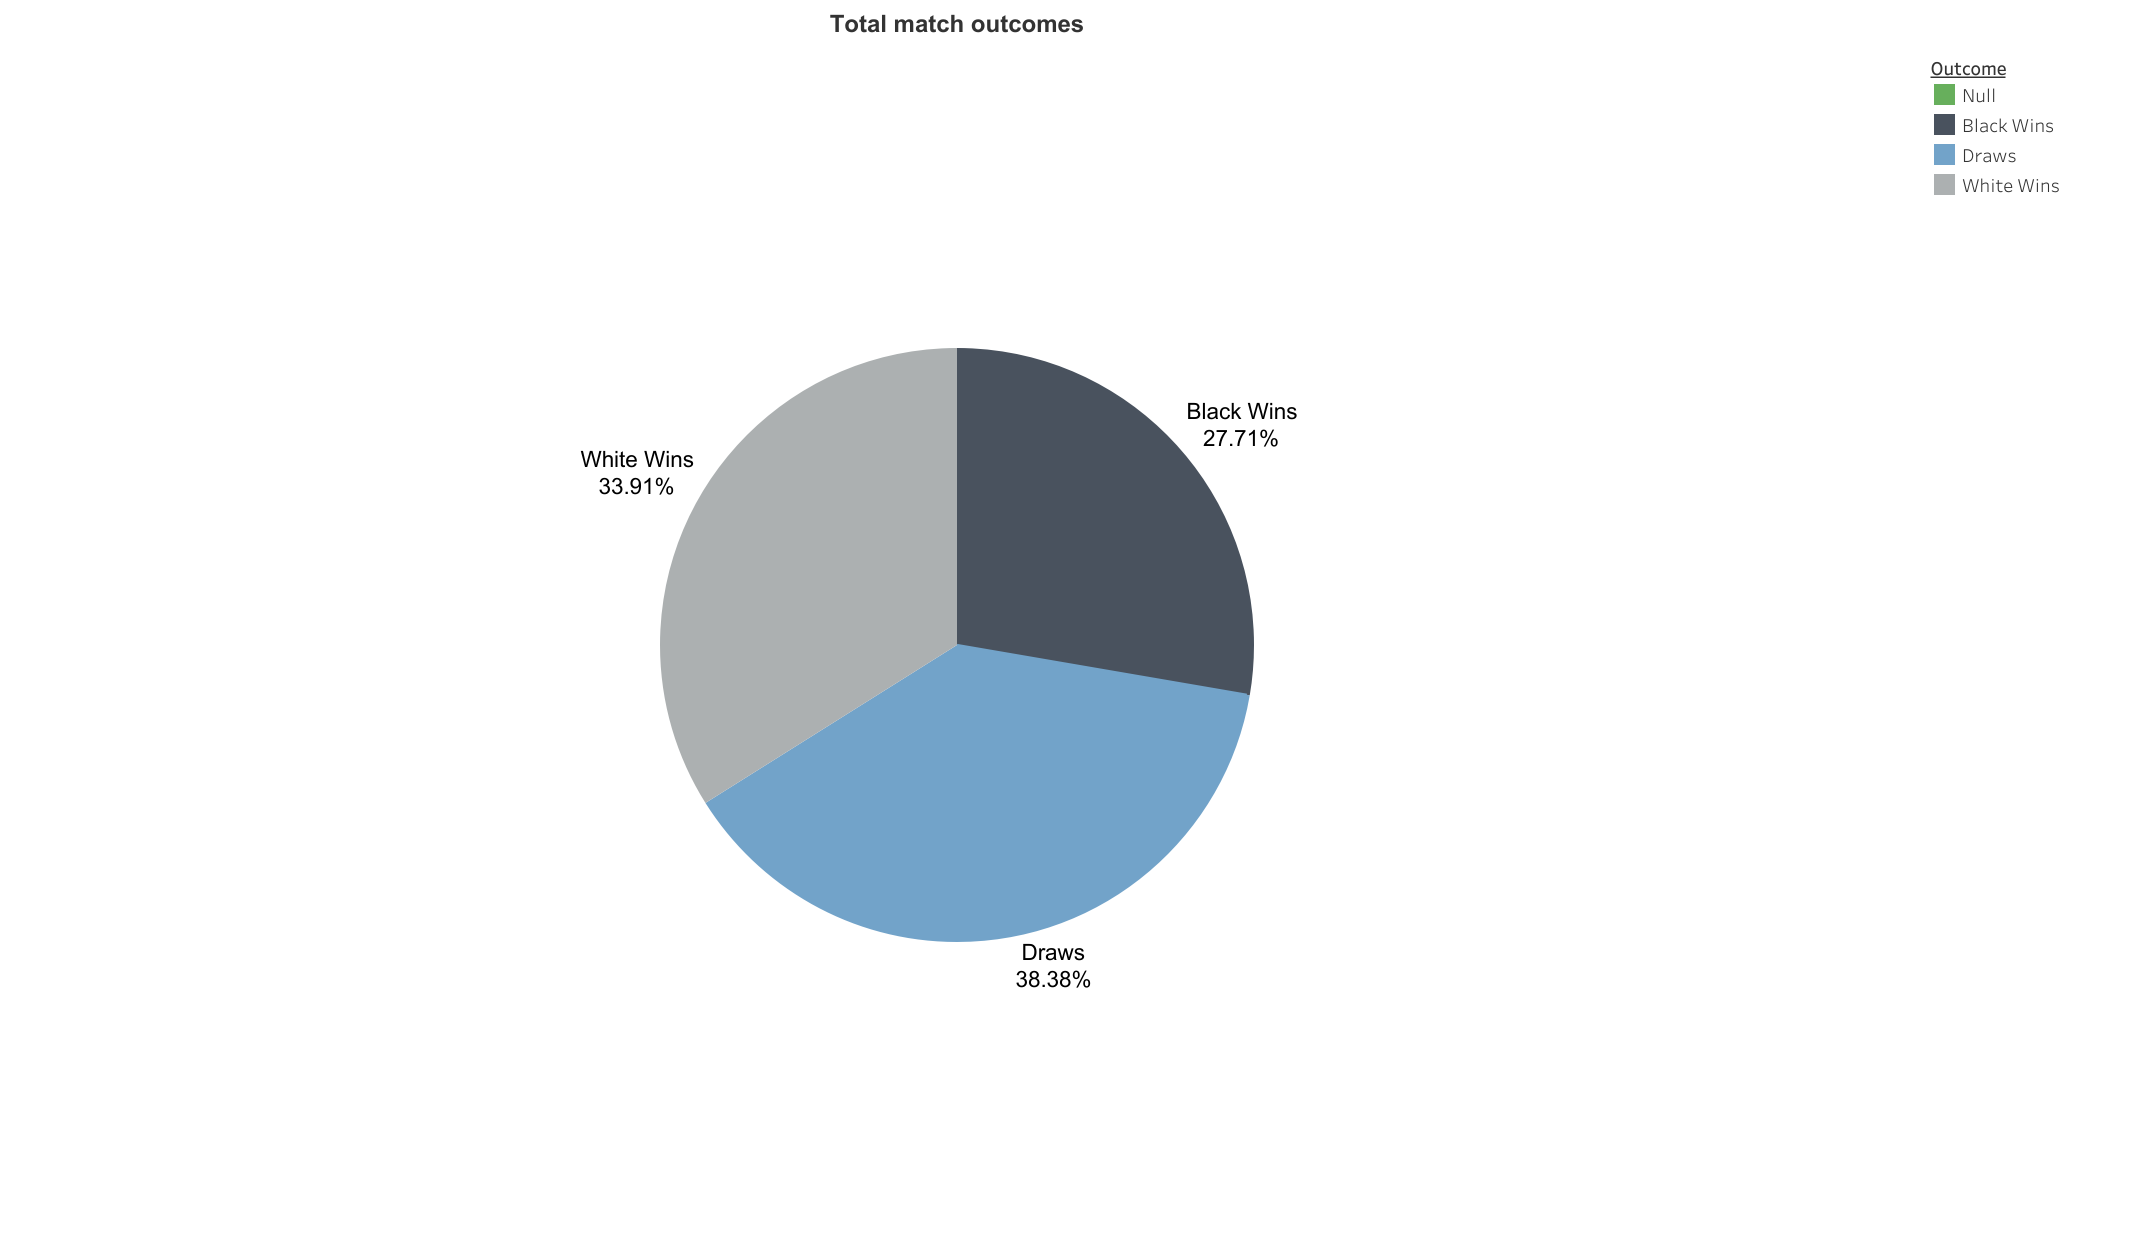 Total match outcomes
Outcome
Null
Black Wins
Draws
White Wins
Black Wins
27.71%
White Wins
33.91%
Draws
38.38%